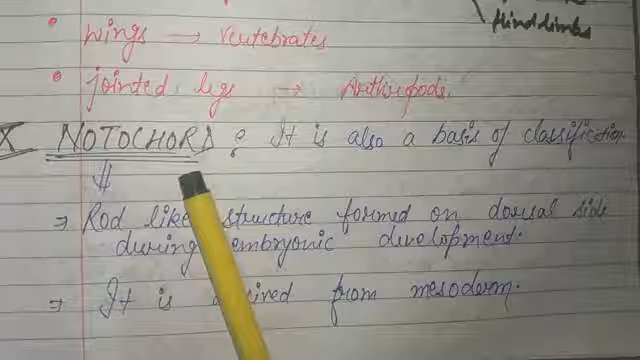 Hindlimbs
• Wings → Vertebrates
• jointed legs → Arthropods.
X NOTOCHORD : It is also a basis of classification.
⇓
⇒ Rod like structure formed on dorsal side
during embryonic development.
⇒ It is from mesoderm.